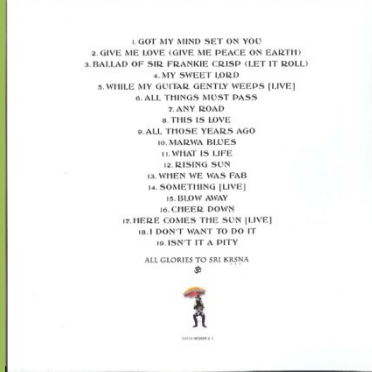 1. GOT MY MIND SET ON YOU
2. GIVE ME LOVE (GIVE ME PEACE ON EARTH)
3. BALLAD OF SIR FRANKIE CRISP (LET IT ROLL)
4. MY SWEET LORD
5. WHILE MY GUITAR GENTLY WEEPS [LIVE]
6. ALL THINGS MUST PASS
7. ANY ROAD
8. THIS IS LOVE
9. ALL THOSE YEARS AGO
10. MARWA BLUES
11. WHAT IS LIFE
12. RISING SUN
13. WHEN WE WAS FAB
14. SOMETHING [LIVE]
15. BLOW AWAY
16. CHEER DOWN
17. HERE COMES THE SUN [LIVE]
18. I DON'T WANT TO DO IT
19. ISN'T IT A PITY
ALL GLORIES TO SRI KṚṢṆA
ॐ